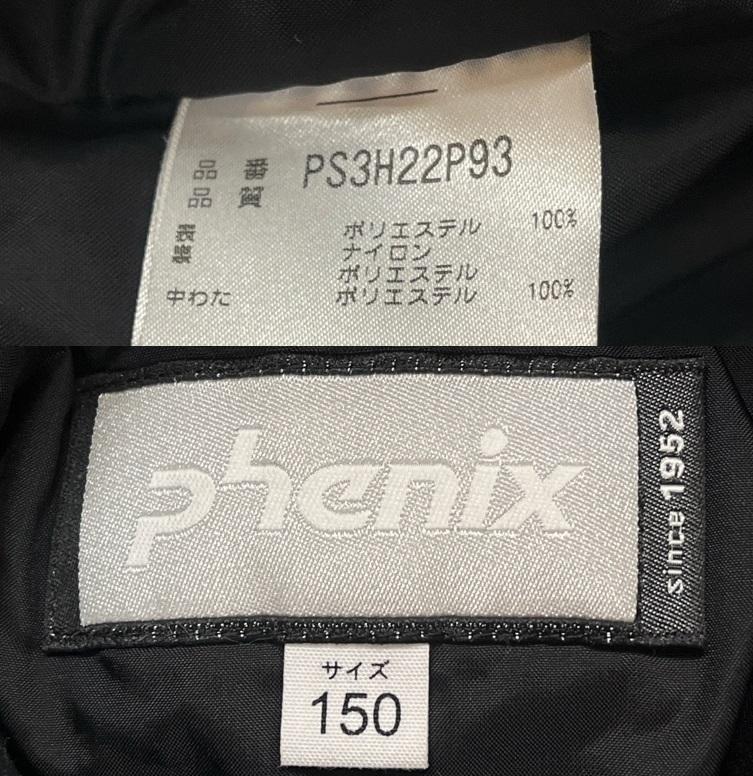 品番 PS3H22P93
品質
ポリエステル 100%
ナイロン
ポリエステル
中わた ポリエステル 100%
phenix
since 1952
サイズ
150